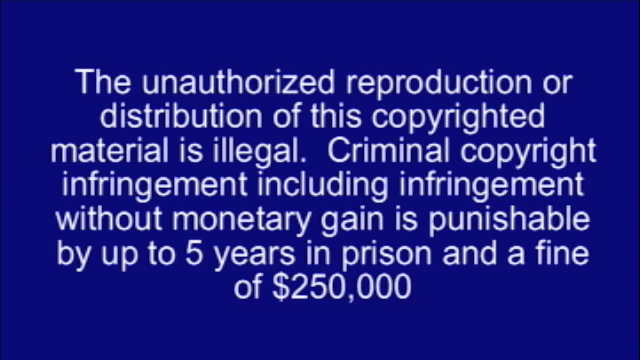 The unauthorized reproduction or
distribution of this copyrighted
material is illegal.  Criminal copyright
infringement including infringement
without monetary gain is punishable
by up to 5 years in prison and a fine
of $250,000